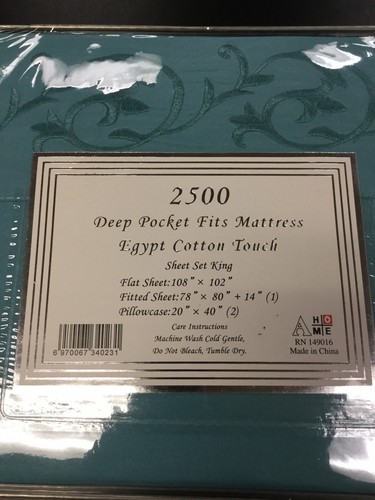 2500
Deep Pocket Fits Mattress
Egypt Cotton Touch
Sheet Set King
Flat Sheet:108" × 102"
Fitted Sheet:78" × 80" + 14" (1)
Pillowcase:20" × 40" (2)
Care Instructions
Machine Wash Cold Gentle,
Do Not Bleach, Tumble Dry.
6 970067 340231
A HOME
RN 149016
Made in China